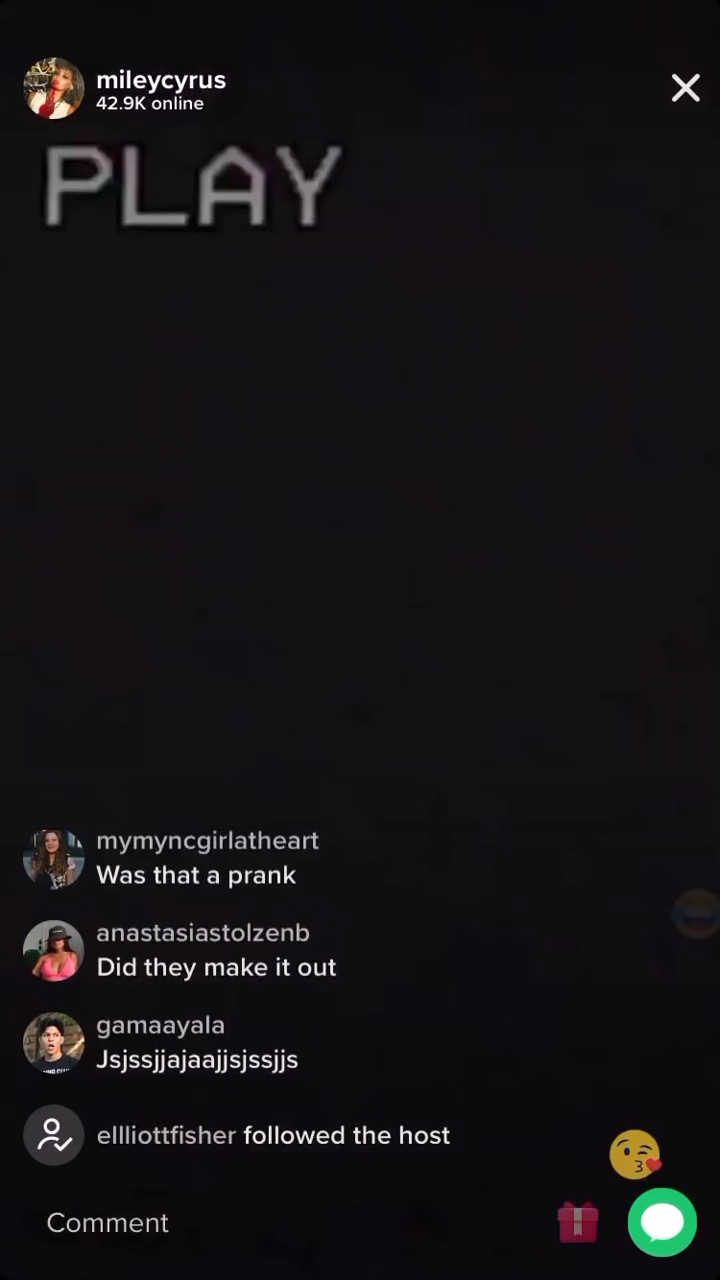 mileycyrus
42.9K online
PLAY
mymyncgirlatheart
Was that a prank
anastasiastolzenb
Did they make it out
gamaayala
Jsjssjjajaajjsjssjjs
ellliottfisher followed the host
Comment